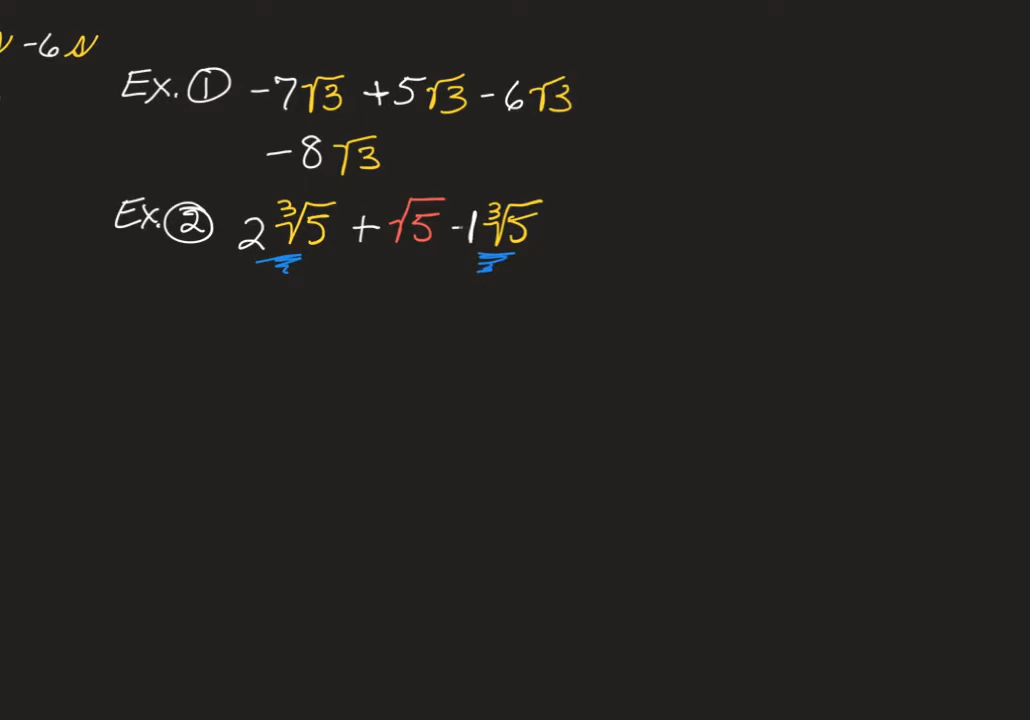 -6
Ex. ① -7√3 +5√3 -6√3
-8√3
Ex. ② 2∛5 + √5 -1∛5